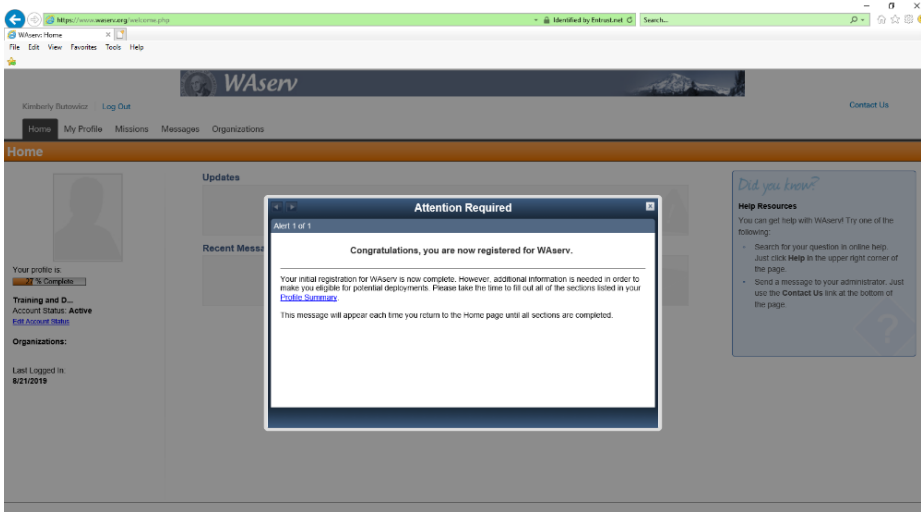 https://www.waserv.org/welcome.php
Identified by Entrust.net
Search...
WAserv: Home
File Edit View Favorites Tools Help
WAserv
Kimberly Butowicz Log Out
Contact Us
Home My Profile Missions Messages Organizations
Home
Updates
Did you know?
Attention Required
Help Resources
Alert 1 of 1
You can get help with WAserv! Try one of the
following:
Recent Messa
Congratulations, you are now registered for WAserv.
• Search for your question in online help.
Just click Help in the upper right corner of
the page.
Your profile is:
37 % Complete
Your initial registration for WAserv is now complete. However, additional information is needed in order to
make you eligible for potential deployments. Please take the time to fill out all of the sections listed in your
Profile Summary.
• Send a message to your administrator. Just
use the Contact Us link at the bottom of
the page.
Training and D...
Account Status: Active
Edit Account Status
This message will appear each time you return to the Home page until all sections are completed.
Organizations:
Last Logged In:
8/21/2019